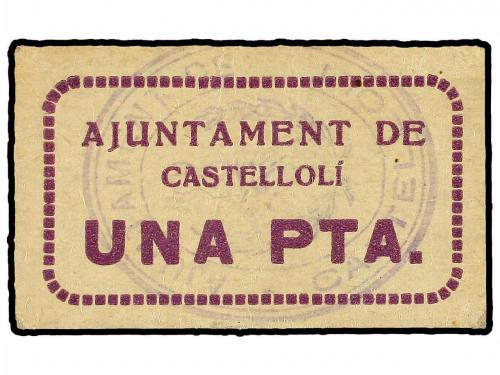 AJUNTAMENT DE
CASTELLOLÍ
UNA PTA.